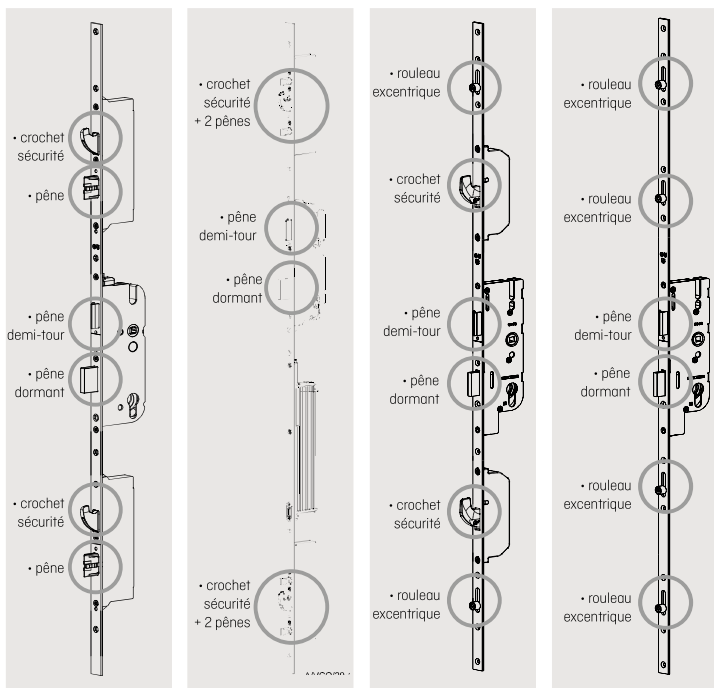 • crochet
sécurité
• pêne
• pêne
demi-tour
• pêne
dormant
• crochet
sécurité
• pêne
• crochet
sécurité
+ 2 pênes
• pêne
demi-tour
• pêne
dormant
• crochet
sécurité
+ 2 pênes
• rouleau
excentrique
• crochet
sécurité
• pêne
demi-tour
• pêne
dormant
• crochet
sécurité
• rouleau
excentrique
• rouleau
excentrique
• rouleau
excentrique
• pêne
demi-tour
• pêne
dormant
• rouleau
excentrique
• rouleau
excentrique